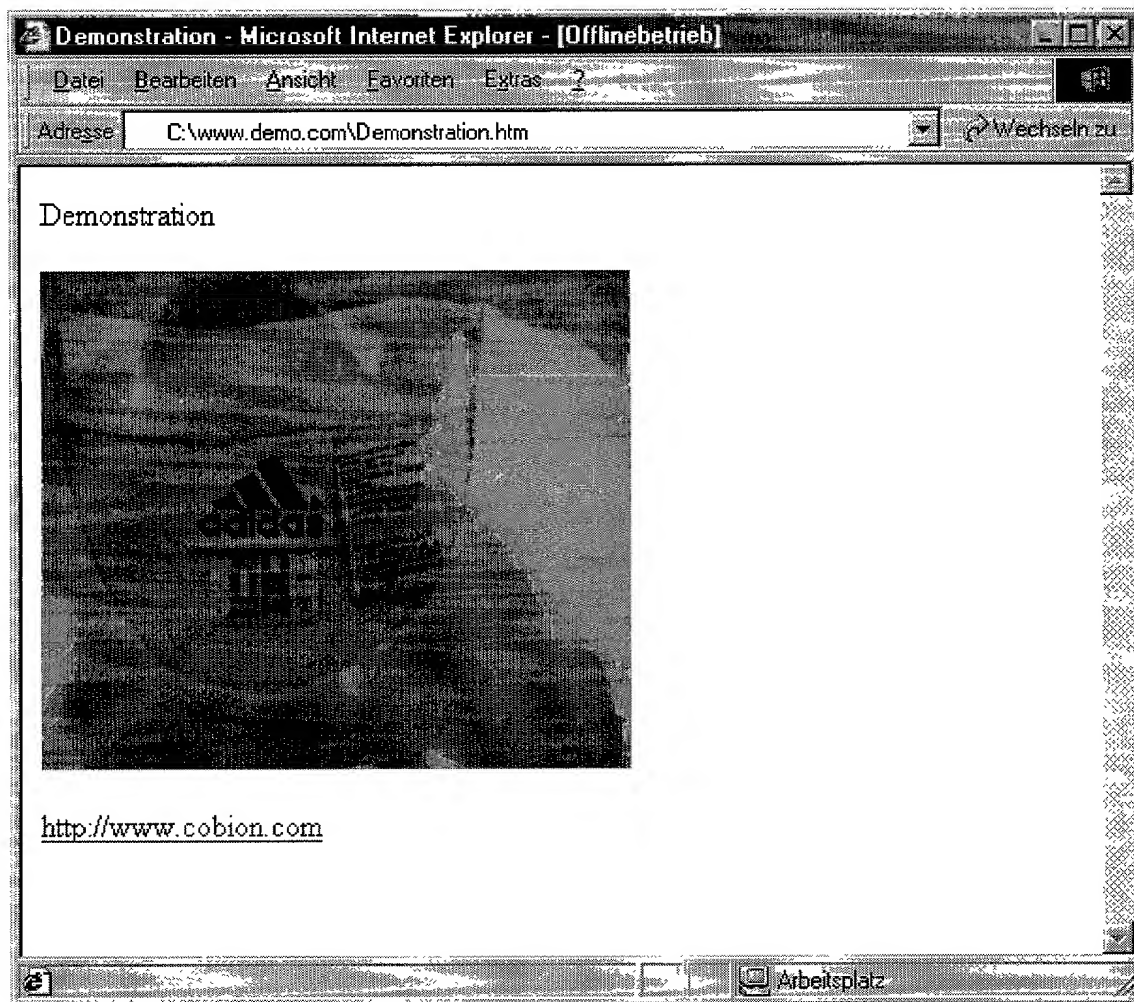 Demonstration - Microsoft Internet Explorer - [Offlinebetrieb]
Datei Bearbeiten Ansicht Favoriten Extras ?
Adresse C:\www.demo.com\Demonstration.htm Wechseln zu
Demonstration
adidas
http://www.cobion.com
Arbeitsplatz